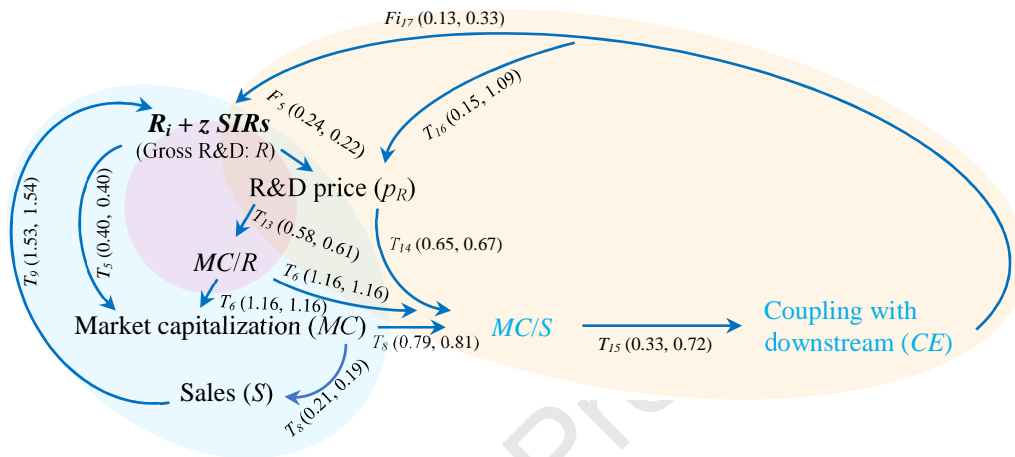 Fi₁₇ (0.13, 0.33)
F₅ (0.24, 0.22)
T₁₆ (0.15, 1.09)
Rᵢ + z SIRs
(Gross R&D: R)
R&D price (p_R)
T₉ (1.53, 1.54)
T₅ (0.40, 0.40)
T₁₃ (0.58, 0.61)
T₁₄ (0.65, 0.67)
MC/R
T₆ (1.16, 1.16)
T₆ (1.16, 1.16)
Market capitalization (MC)
T₈ (0.79, 0.81)
MC/S
T₁₅ (0.33, 0.72)
Coupling with
downstream (CE)
Sales (S)
T₈ (0.21, 0.19)